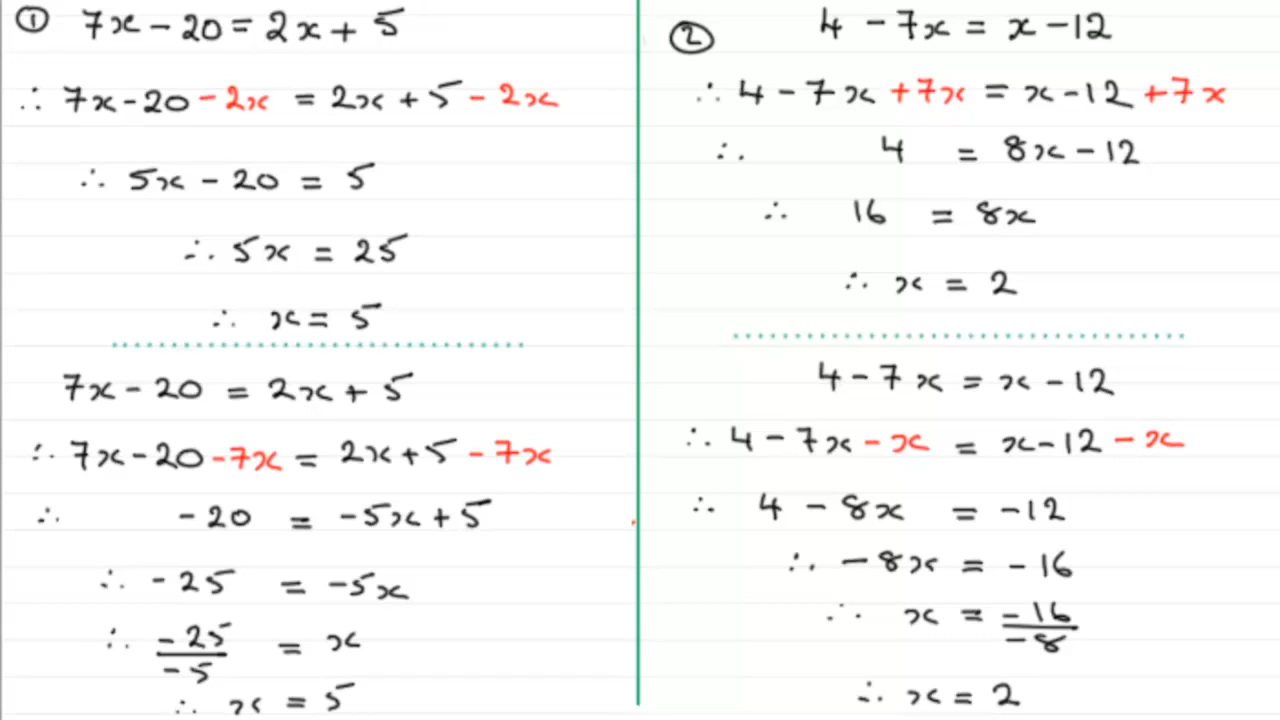 ① 7x - 20 = 2x + 5
∴ 7x - 20 - 2x = 2x + 5 - 2x
∴ 5x - 20 = 5
∴ 5x = 25
∴ x = 5
7x - 20 = 2x + 5
∴ 7x - 20 - 7x = 2x + 5 - 7x
∴ -20 = -5x + 5
∴ -25 = -5x
∴ -25/-5 = x
∴ x = 5
② 4 - 7x = x - 12
∴ 4 - 7x + 7x = x - 12 + 7x
∴ 4 = 8x - 12
∴ 16 = 8x
∴ x = 2
4 - 7x = x - 12
∴ 4 - 7x - x = x - 12 - x
∴ 4 - 8x = -12
∴ -8x = -16
∴ x = -16/-8
∴ x = 2